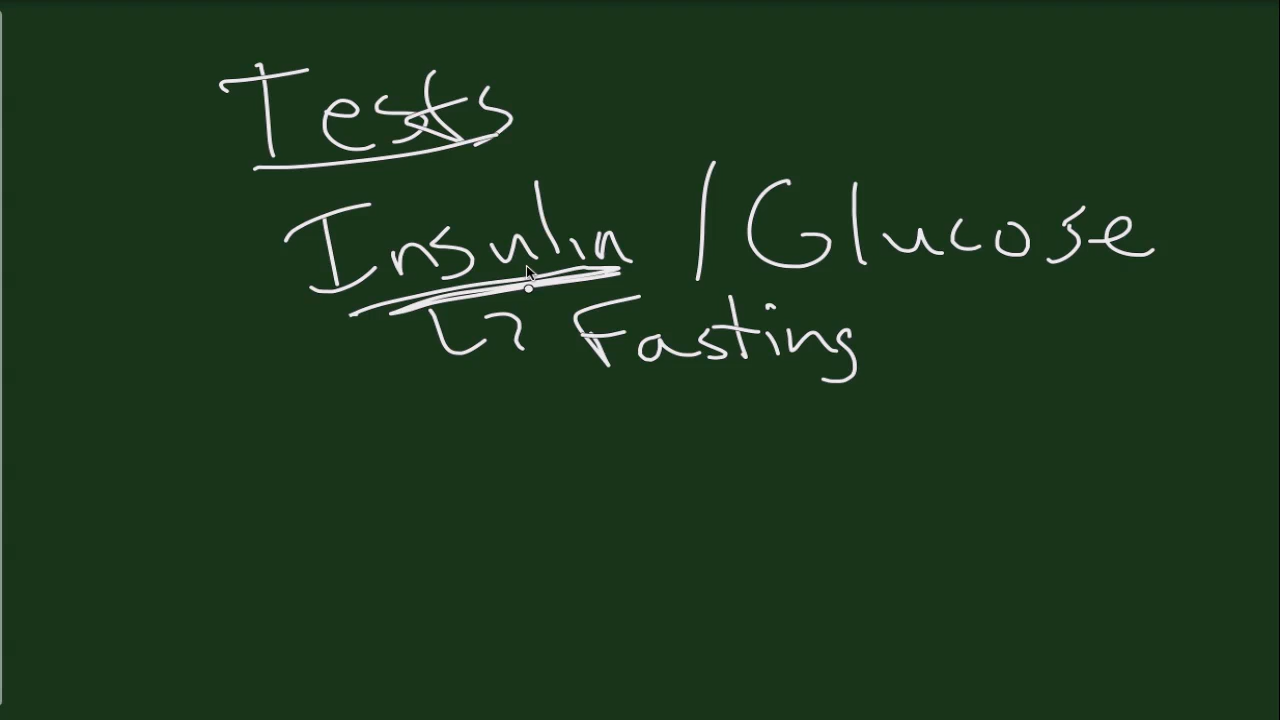 Tests
Insulin / Glucose
↳ Fasting